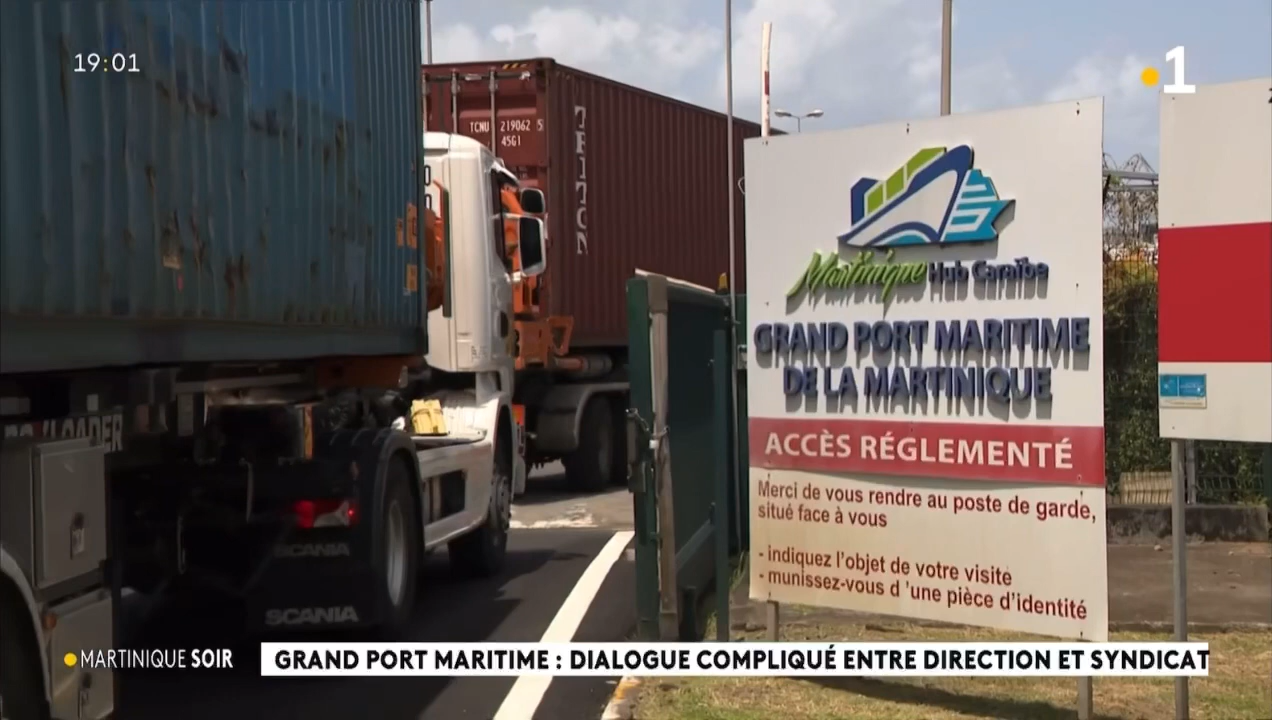 19:01
1
TCNU 219062 5
45G1
TRITON
Martinique Hub Caraïbe
GRAND PORT MARITIME
DE LA MARTINIQUE
ACCÈS RÉGLEMENTÉ
Merci de vous rendre au poste de garde,
situé face à vous
- indiquez l'objet de votre visite
- munissez-vous d 'une pièce d'identité
SCANIA
SCANIA
MARTINIQUE SOIR
GRAND PORT MARITIME : DIALOGUE COMPLIQUÉ ENTRE DIRECTION ET SYNDICAT